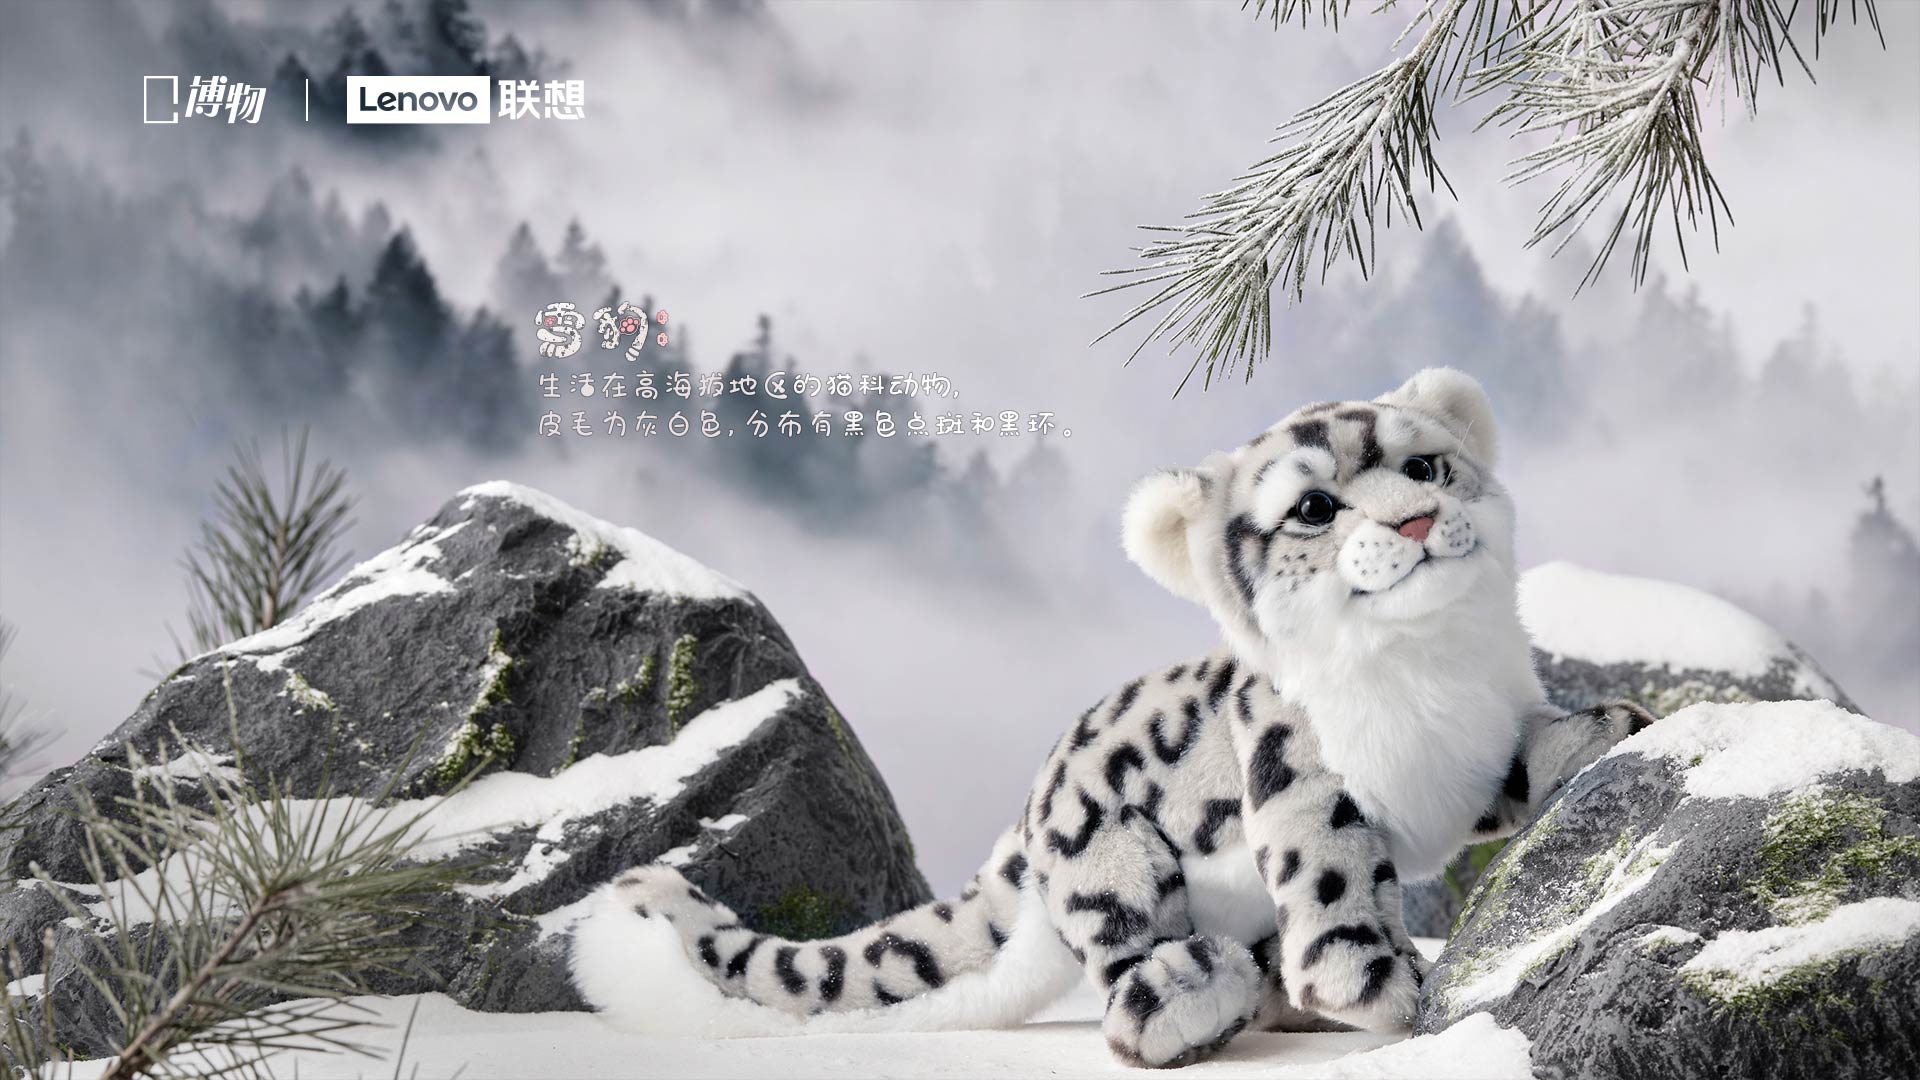 博物 | Lenovo 联想
雪豹:
生活在高海拔地区的猫科动物,
皮毛为灰白色,分布有黑色点斑和黑环。